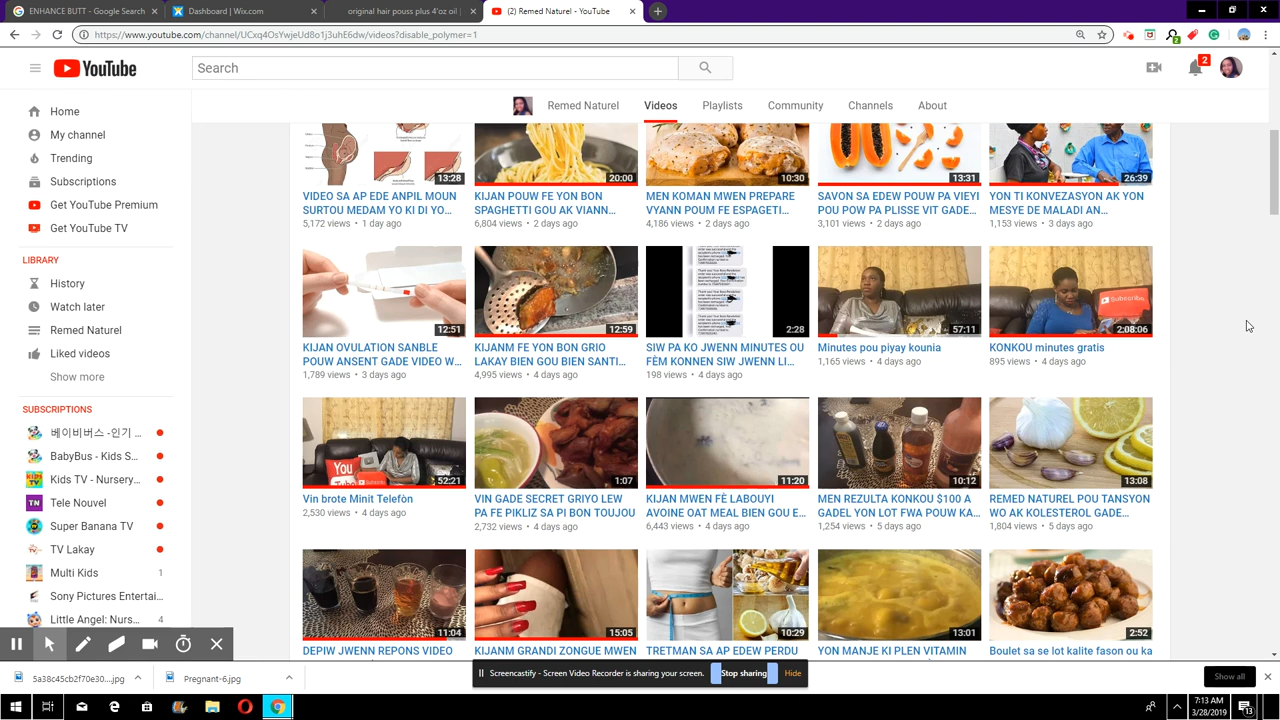 ENHANCE BUTT - Google Search
Dashboard | Wix.com
original hair pouss plus 4'oz oil |
(2) Remed Naturel - YouTube
https://www.youtube.com/channel/UCxq4OsYwjeUd8o1j3uhE6dw/videos?disable_polymer=1
2
YouTube
Search
2
Remed Naturel
Videos
Playlists
Community
Channels
About
Home
My channel
Trending
Subscriptions
Get YouTube Premium
Get YouTube TV
LIBRARY
History
Watch later
Remed Naturel
Liked videos
Show more
SUBSCRIPTIONS
베이비버스 -인기 ...
BabyBus - Kids S...
Kids TV - Nursery...
Tele Nouvel
Super Banana TV
TV Lakay
Multi Kids 1
Sony Pictures Entertai...
Little Angel: Nurs... 4
13:28
20:00
10:30
13:31
26:39
VIDEO SA AP EDE ANPIL MOUN
SURTOU MEDAM YO KI DI YO...
5,172 views • 1 day ago
KIJAN POUW FE YON BON
SPAGHETTI GOU AK VIANN...
6,804 views • 2 days ago
MEN KOMAN MWEN PREPARE
VYANN POUM FE ESPAGETI...
4,186 views • 2 days ago
SAVON SA EDEW POUW PA VIEYI
POU POW PA PLISSE VIT GADE...
3,101 views • 2 days ago
YON TI KONVEZASYON AK YON
MESYE DE MALADI AN...
1,153 views • 3 days ago
12:51
12:59
2:28
57:11
Subscribe
2:08:06
KIJAN OVULATION SANBLE
POUW ANSENT GADE VIDEO W...
1,789 views • 3 days ago
KIJANM FE YON BON GRIO
LAKAY BIEN GOU BIEN SANTI...
4,995 views • 4 days ago
SIW PA KO JWENN MINUTES OU
FÈM KONNEN SIW JWENN LI...
198 views • 4 days ago
Minutes pou piyay kounia
1,165 views • 4 days ago
KONKOU minutes gratis
895 views • 4 days ago
You
52:21
1:07
11:20
10:12
13:08
Vin brote Minit Telefòn
2,530 views • 4 days ago
VIN GADE SECRET GRIYO LEW
PA FE PIKLIZ SA PI BON TOUJOU
2,732 views • 4 days ago
KIJAN MWEN FÈ LABOUYI
AVOINE OAT MEAL BIEN GOU E...
6,443 views • 4 days ago
MEN REZULTA KONKOU $100 A
GADEL YON LOT FWA POUW KA...
1,254 views • 5 days ago
REMED NATUREL POU TANSYON
WO AK KOLESTEROL GADE...
1,804 views • 5 days ago
11:04
15:05
10:29
13:01
2:52
DEPIW JWENN REPONS VIDEO
KIJANM GRANDI ZONGUE MWEN
TRETMAN SA AP EDEW PERDU
YON MANJE KI PLEN VITAMIN
Boulet sa se lot kalite fason ou ka
Screencastify - Screen Video Recorder is sharing your screen.
Stop sharing
Hide
5a38c45cb2f7fe30....jpg
Pregnant-6.jpg
Show all
7:13 AM
3/28/2019
13